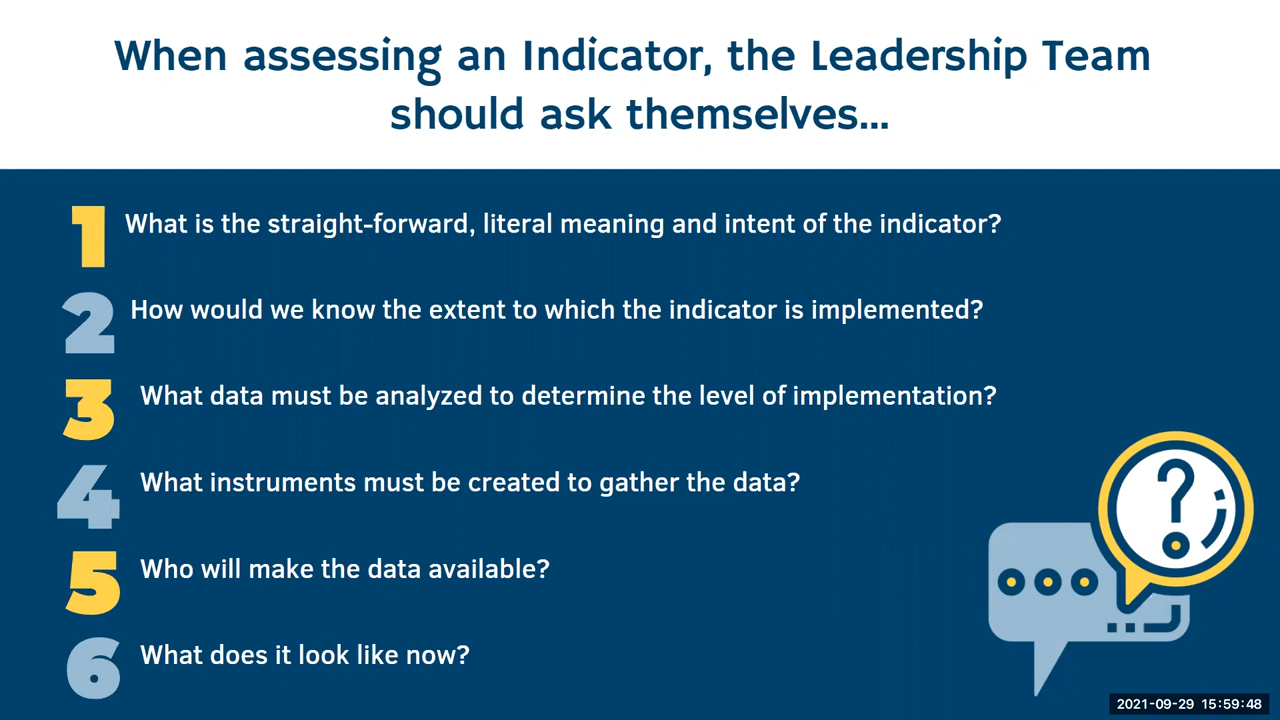 When assessing an Indicator, the Leadership Team
should ask themselves...
1 What is the straight-forward, literal meaning and intent of the indicator?
2 How would we know the extent to which the indicator is implemented?
3 What data must be analyzed to determine the level of implementation?
4 What instruments must be created to gather the data?
5 Who will make the data available?
6 What does it look like now?
?
2021-09-29 15:59:48